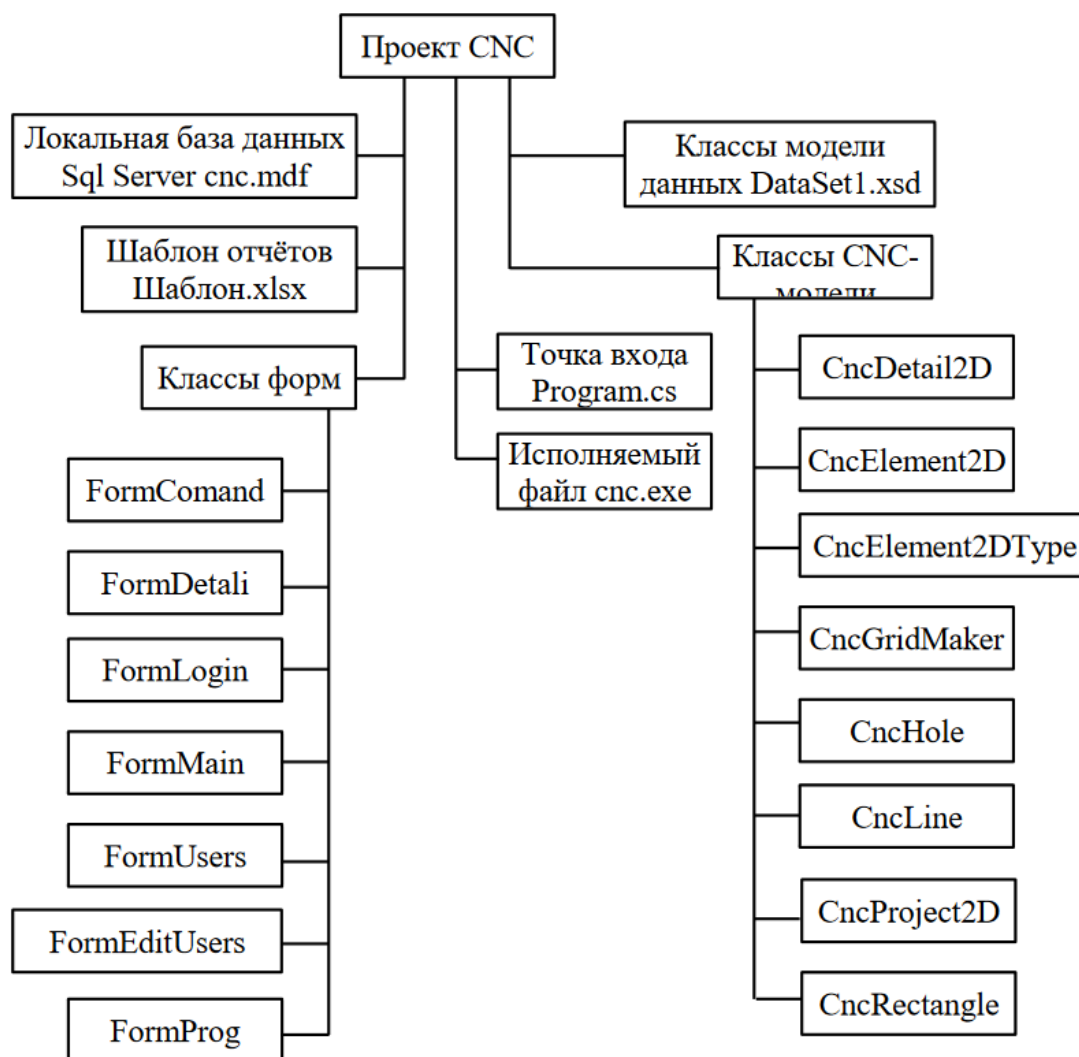 Проект CNC
Локальная база данных
Sql Server cnc.mdf
Шаблон отчётов
Шаблон.xlsx
Классы форм
FormComand
FormDetali
FormLogin
FormMain
FormUsers
FormEditUsers
FormProg
Точка входа
Program.cs
Исполняемый
файл cnc.exe
Классы модели
данных DataSet1.xsd
Классы CNC-
модели
CncDetail2D
CncElement2D
CncElement2DType
CncGridMaker
CncHole
CncLine
CncProject2D
CncRectangle